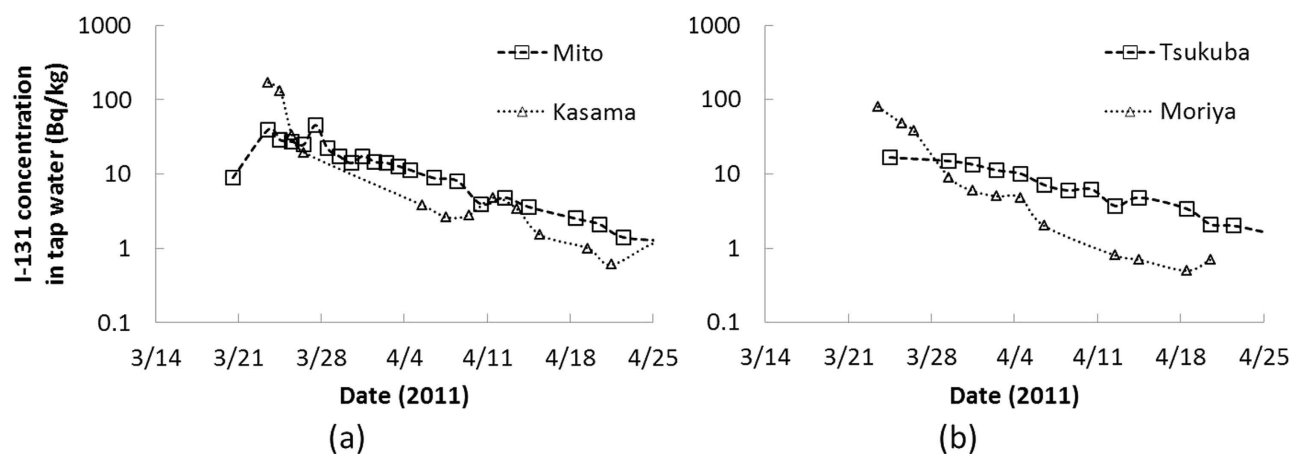 I-131 concentration
in tap water (Bq/kg)
1000
100
10
1
0.1
Mito
Kasama
3/14 3/21 3/28 4/4 4/11 4/18 4/25
Date (2011)
(a)
1000
100
10
1
0.1
Tsukuba
Moriya
3/14 3/21 3/28 4/4 4/11 4/18 4/25
Date (2011)
(b)